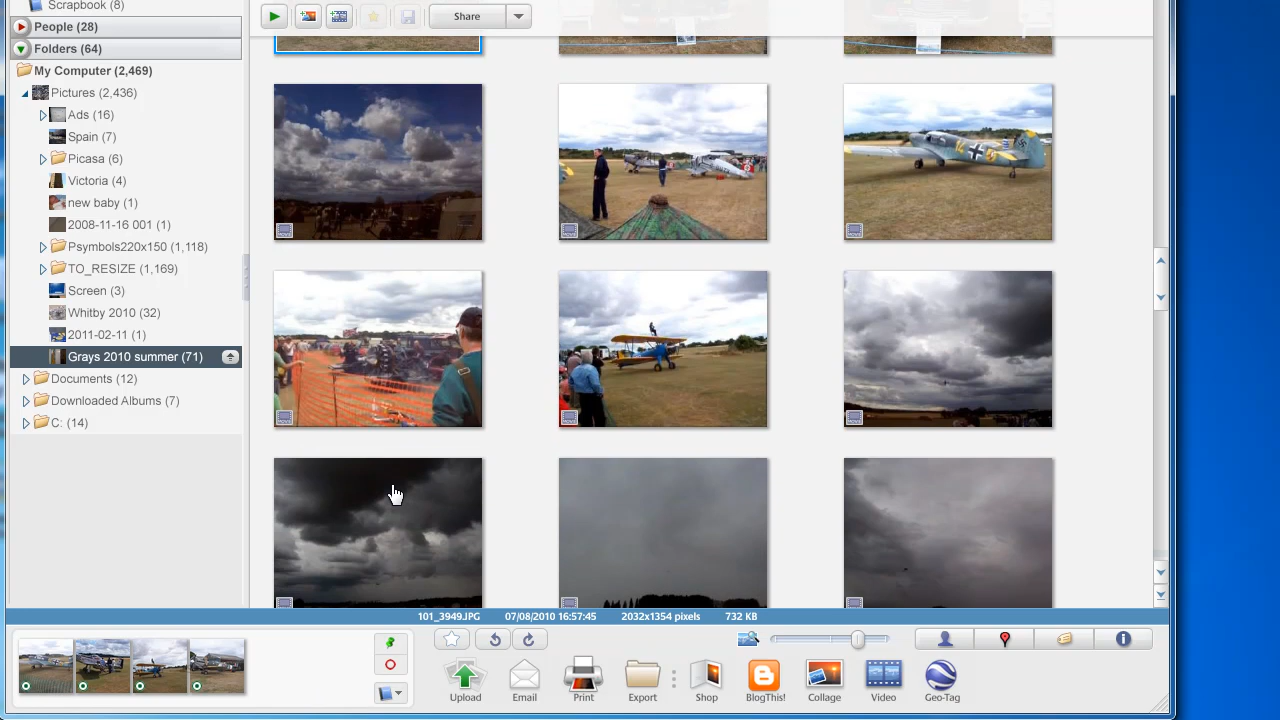 Scrapbook (8)
People (28)
Folders (64)
My Computer (2,469)
Pictures (2,436)
Ads (16)
Spain (7)
Picasa (6)
Victoria (4)
new baby (1)
2008-11-16 001 (1)
Psymbols220x150 (1,118)
TO_RESIZE (1,169)
Screen (3)
Whitby 2010 (32)
2011-02-11 (1)
Grays 2010 summer (71)
Documents (12)
Downloaded Albums (7)
C: (14)
Share
101_3949.JPG 07/08/2010 16:57:45 2032x1354 pixels 732 KB
Upload Email Print Export Shop BlogThis! Collage Video Geo-Tag